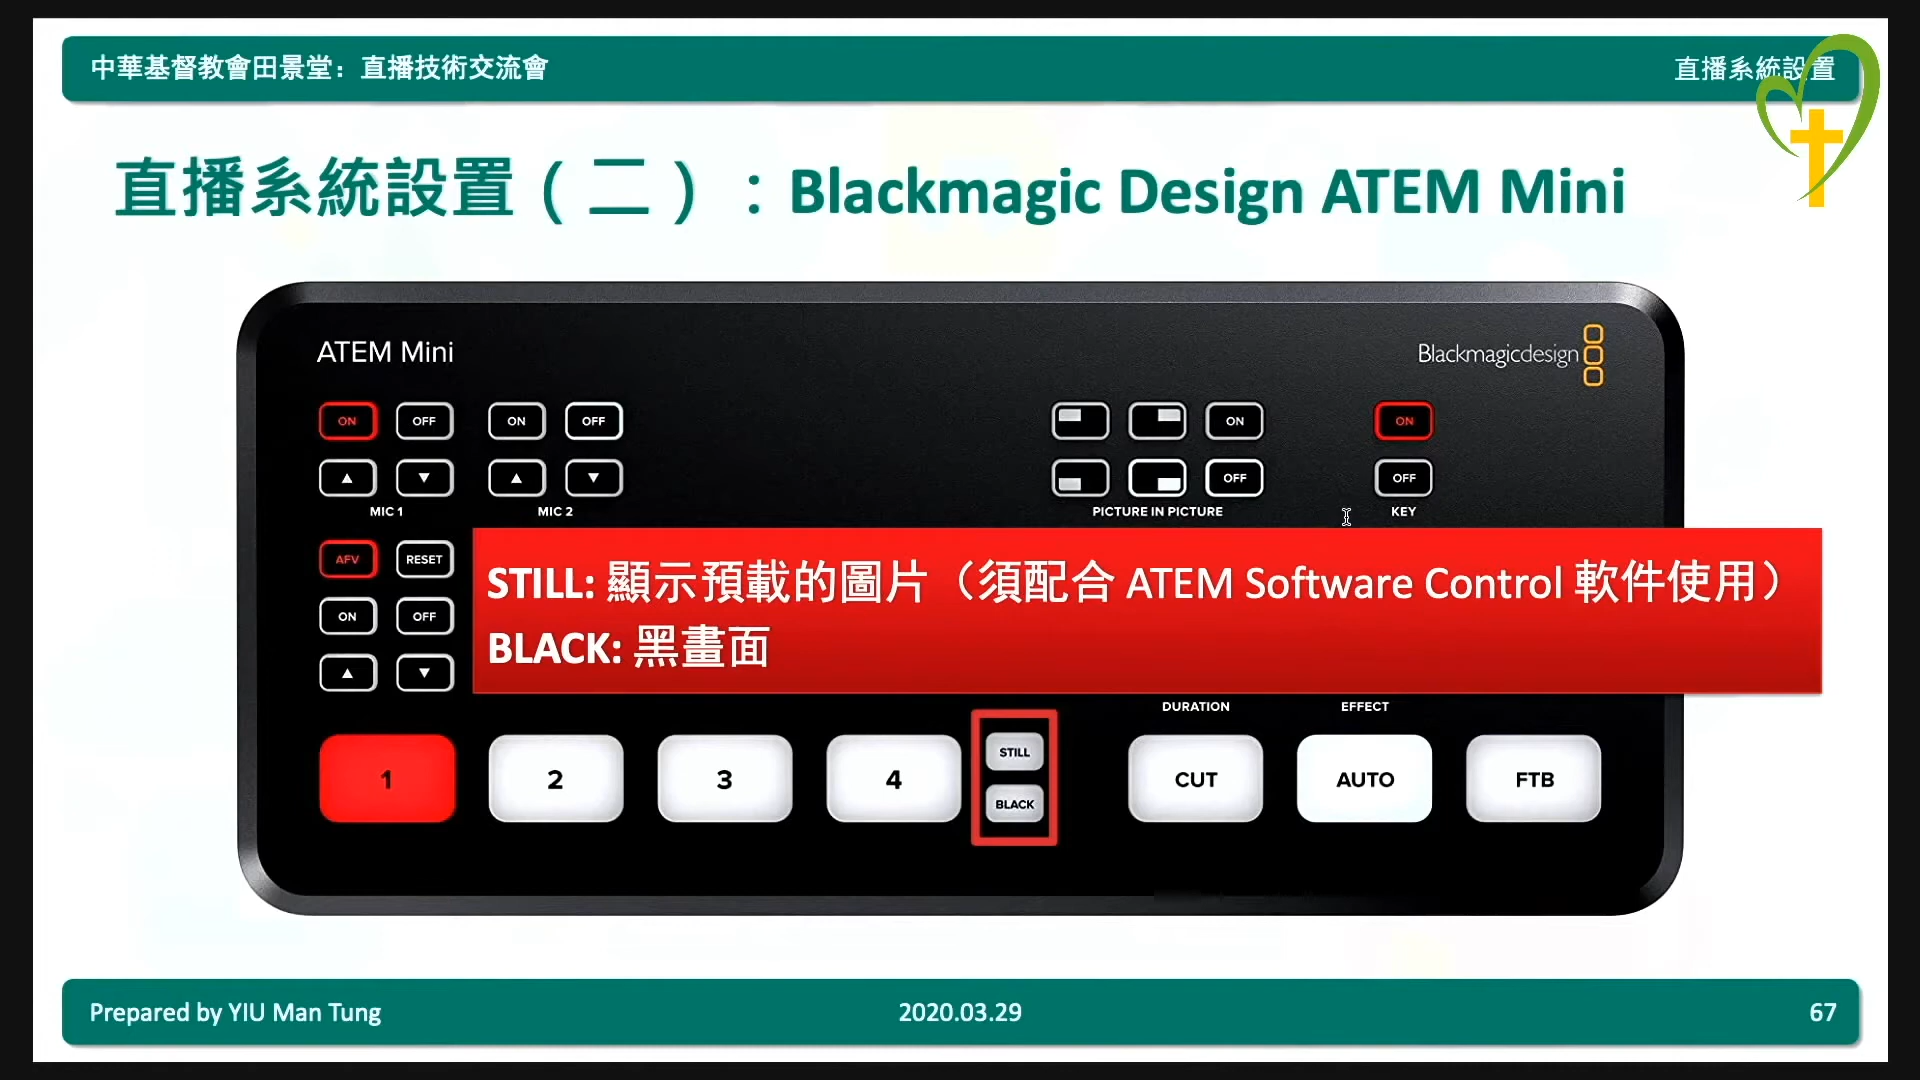 中華基督教會田景堂：直播技術交流會
直播系統設置
直播系統設置（二）：Blackmagic Design ATEM Mini
ATEM Mini
Blackmagicdesign
ON OFF ON OFF ON ON
▲ ▼ ▲ ▼ OFF OFF
MIC 1 MIC 2 PICTURE IN PICTURE KEY
AFV RESET
STILL: 顯示預載的圖片（須配合 ATEM Software Control 軟件使用）
ON OFF
BLACK: 黑畫面
▲ ▼
DURATION EFFECT
1 2 3 4 STILL BLACK CUT AUTO FTB
Prepared by YIU Man Tung
2020.03.29
67